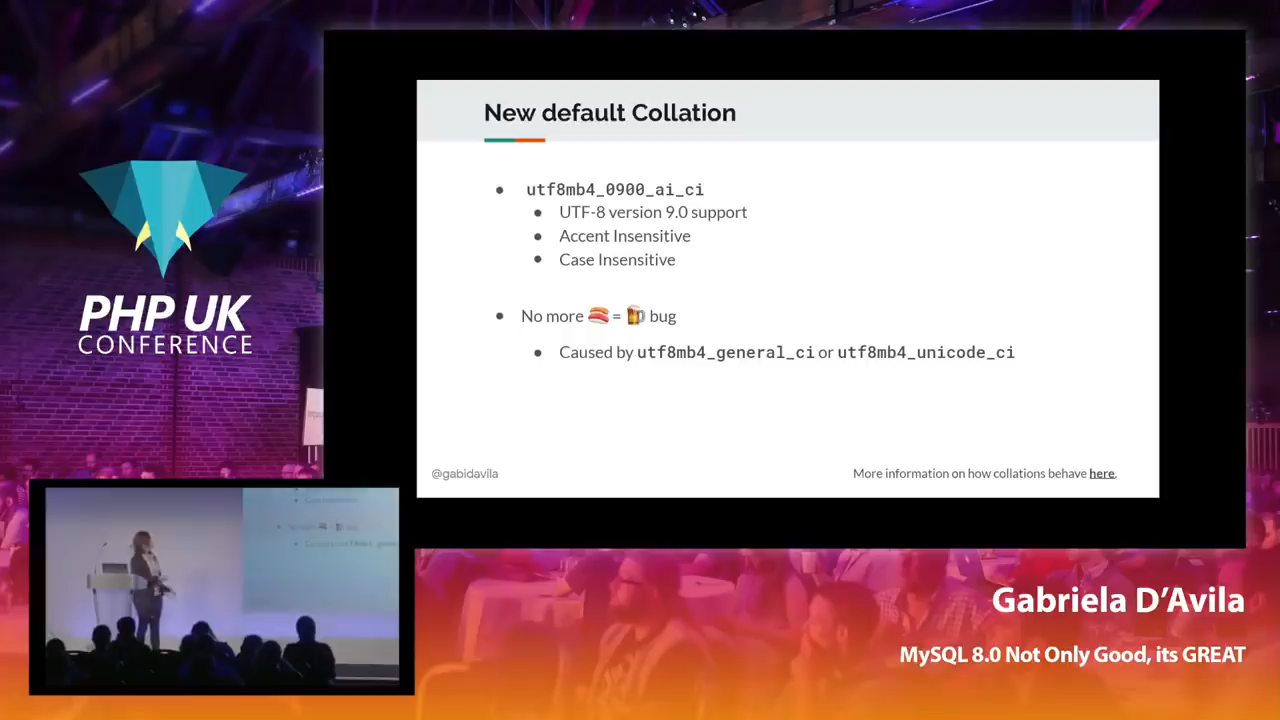 New default Collation
utf8mb4_0900_ai_ci
UTF-8 version 9.0 support
Accent Insensitive
Case Insensitive
No more 🍣 = 🍺 bug
Caused by utf8mb4_general_ci or utf8mb4_unicode_ci
@gabidavila
More information on how collations behave here.
PHP UK
CONFERENCE
Gabriela D’Avila
MySQL 8.0 Not Only Good, its GREAT